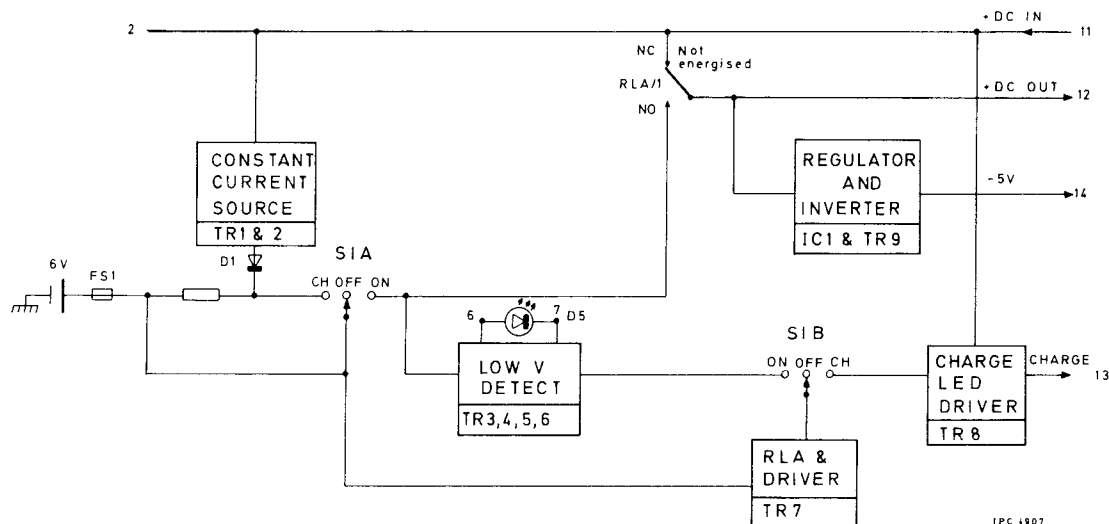 +DC IN
2
11
NC
Not
energised
RLA/1
NO
+DC OUT
12
CONSTANT
CURRENT
SOURCE
TR1 & 2
REGULATOR
AND
INVERTER
IC1 & TR9
-5V
14
6V
FS1
D1
S1A
CH OFF ON
6
7
D5
LOW V
DETECT
TR3,4,5,6
S1B
ON OFF CH
CHARGE
LED
DRIVER
TR8
CHARGE
13
RLA &
DRIVER
TR7
TPC 4907